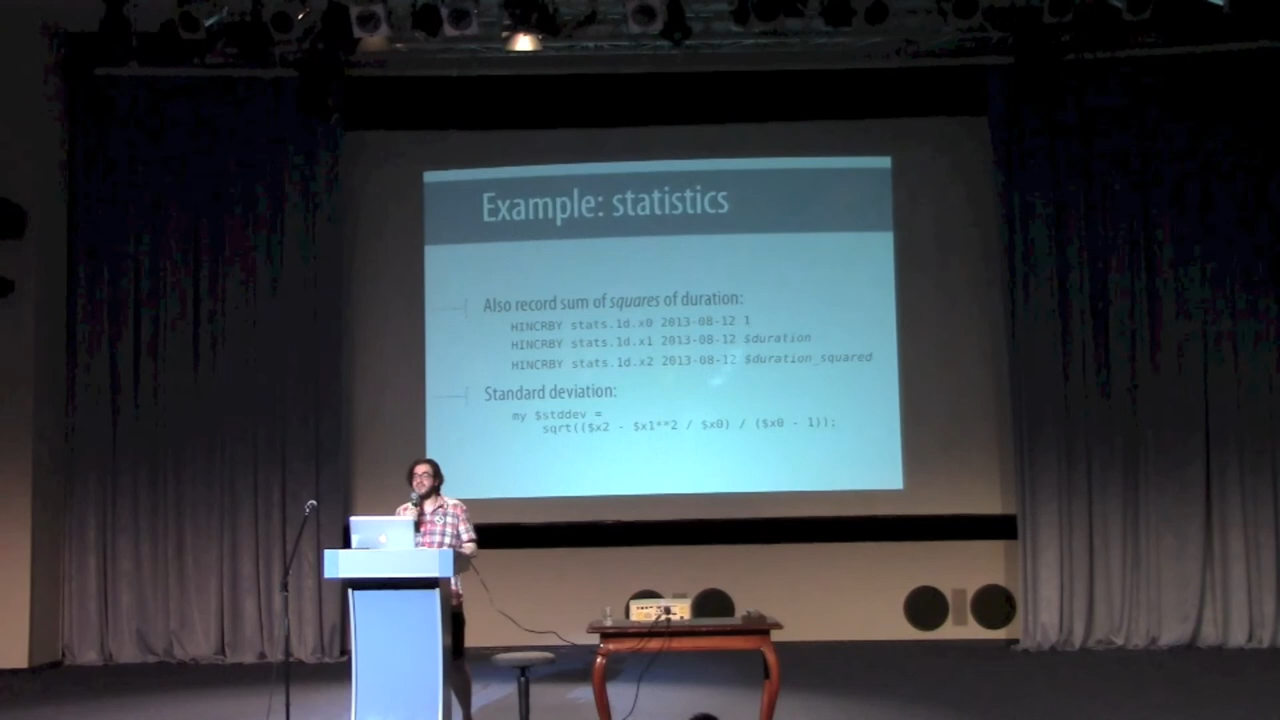 Example: statistics
Also record sum of squares of duration:
HINCRBY stats.1d.x0 2013-08-12 1
HINCRBY stats.1d.x1 2013-08-12 $duration
HINCRBY stats.1d.x2 2013-08-12 $duration_squared
Standard deviation:
my $stddev =
sqrt(($x2 - $x1**2 / $x0) / ($x0 - 1));